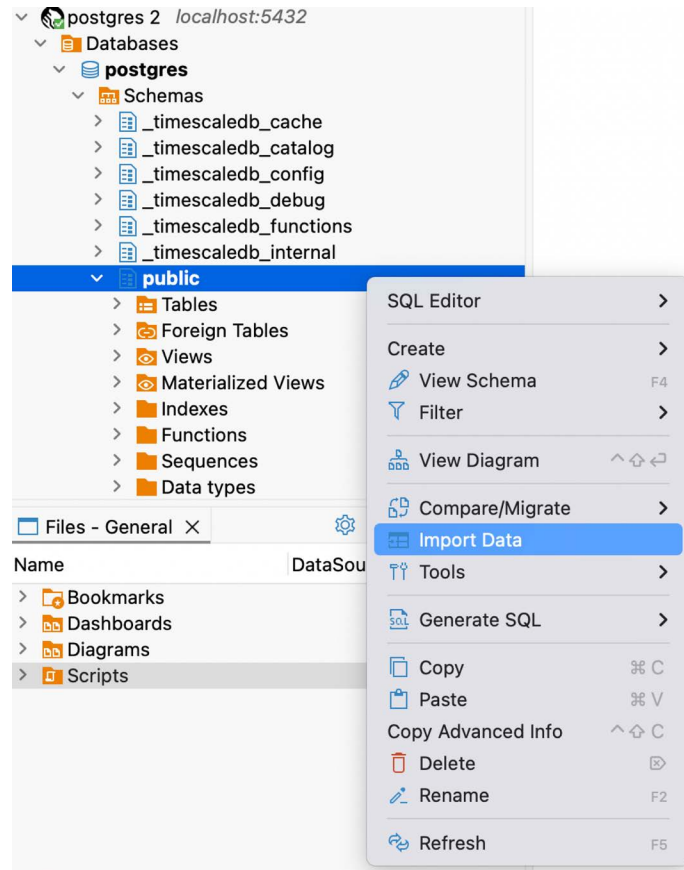 postgres 2 localhost:5432
Databases
postgres
Schemas
_timescaledb_cache
_timescaledb_catalog
_timescaledb_config
_timescaledb_debug
_timescaledb_functions
_timescaledb_internal
public
Tables
Foreign Tables
Views
Materialized Views
Indexes
Functions
Sequences
Data types
Files - General
Name DataSou
Bookmarks
Dashboards
Diagrams
Scripts
SQL Editor
Create
View Schema F4
Filter
View Diagram ^⇧↩
Compare/Migrate
Import Data
Tools
Generate SQL
Copy ⌘ C
Paste ⌘ V
Copy Advanced Info ^⇧ C
Delete ⌦
Rename F2
Refresh F5